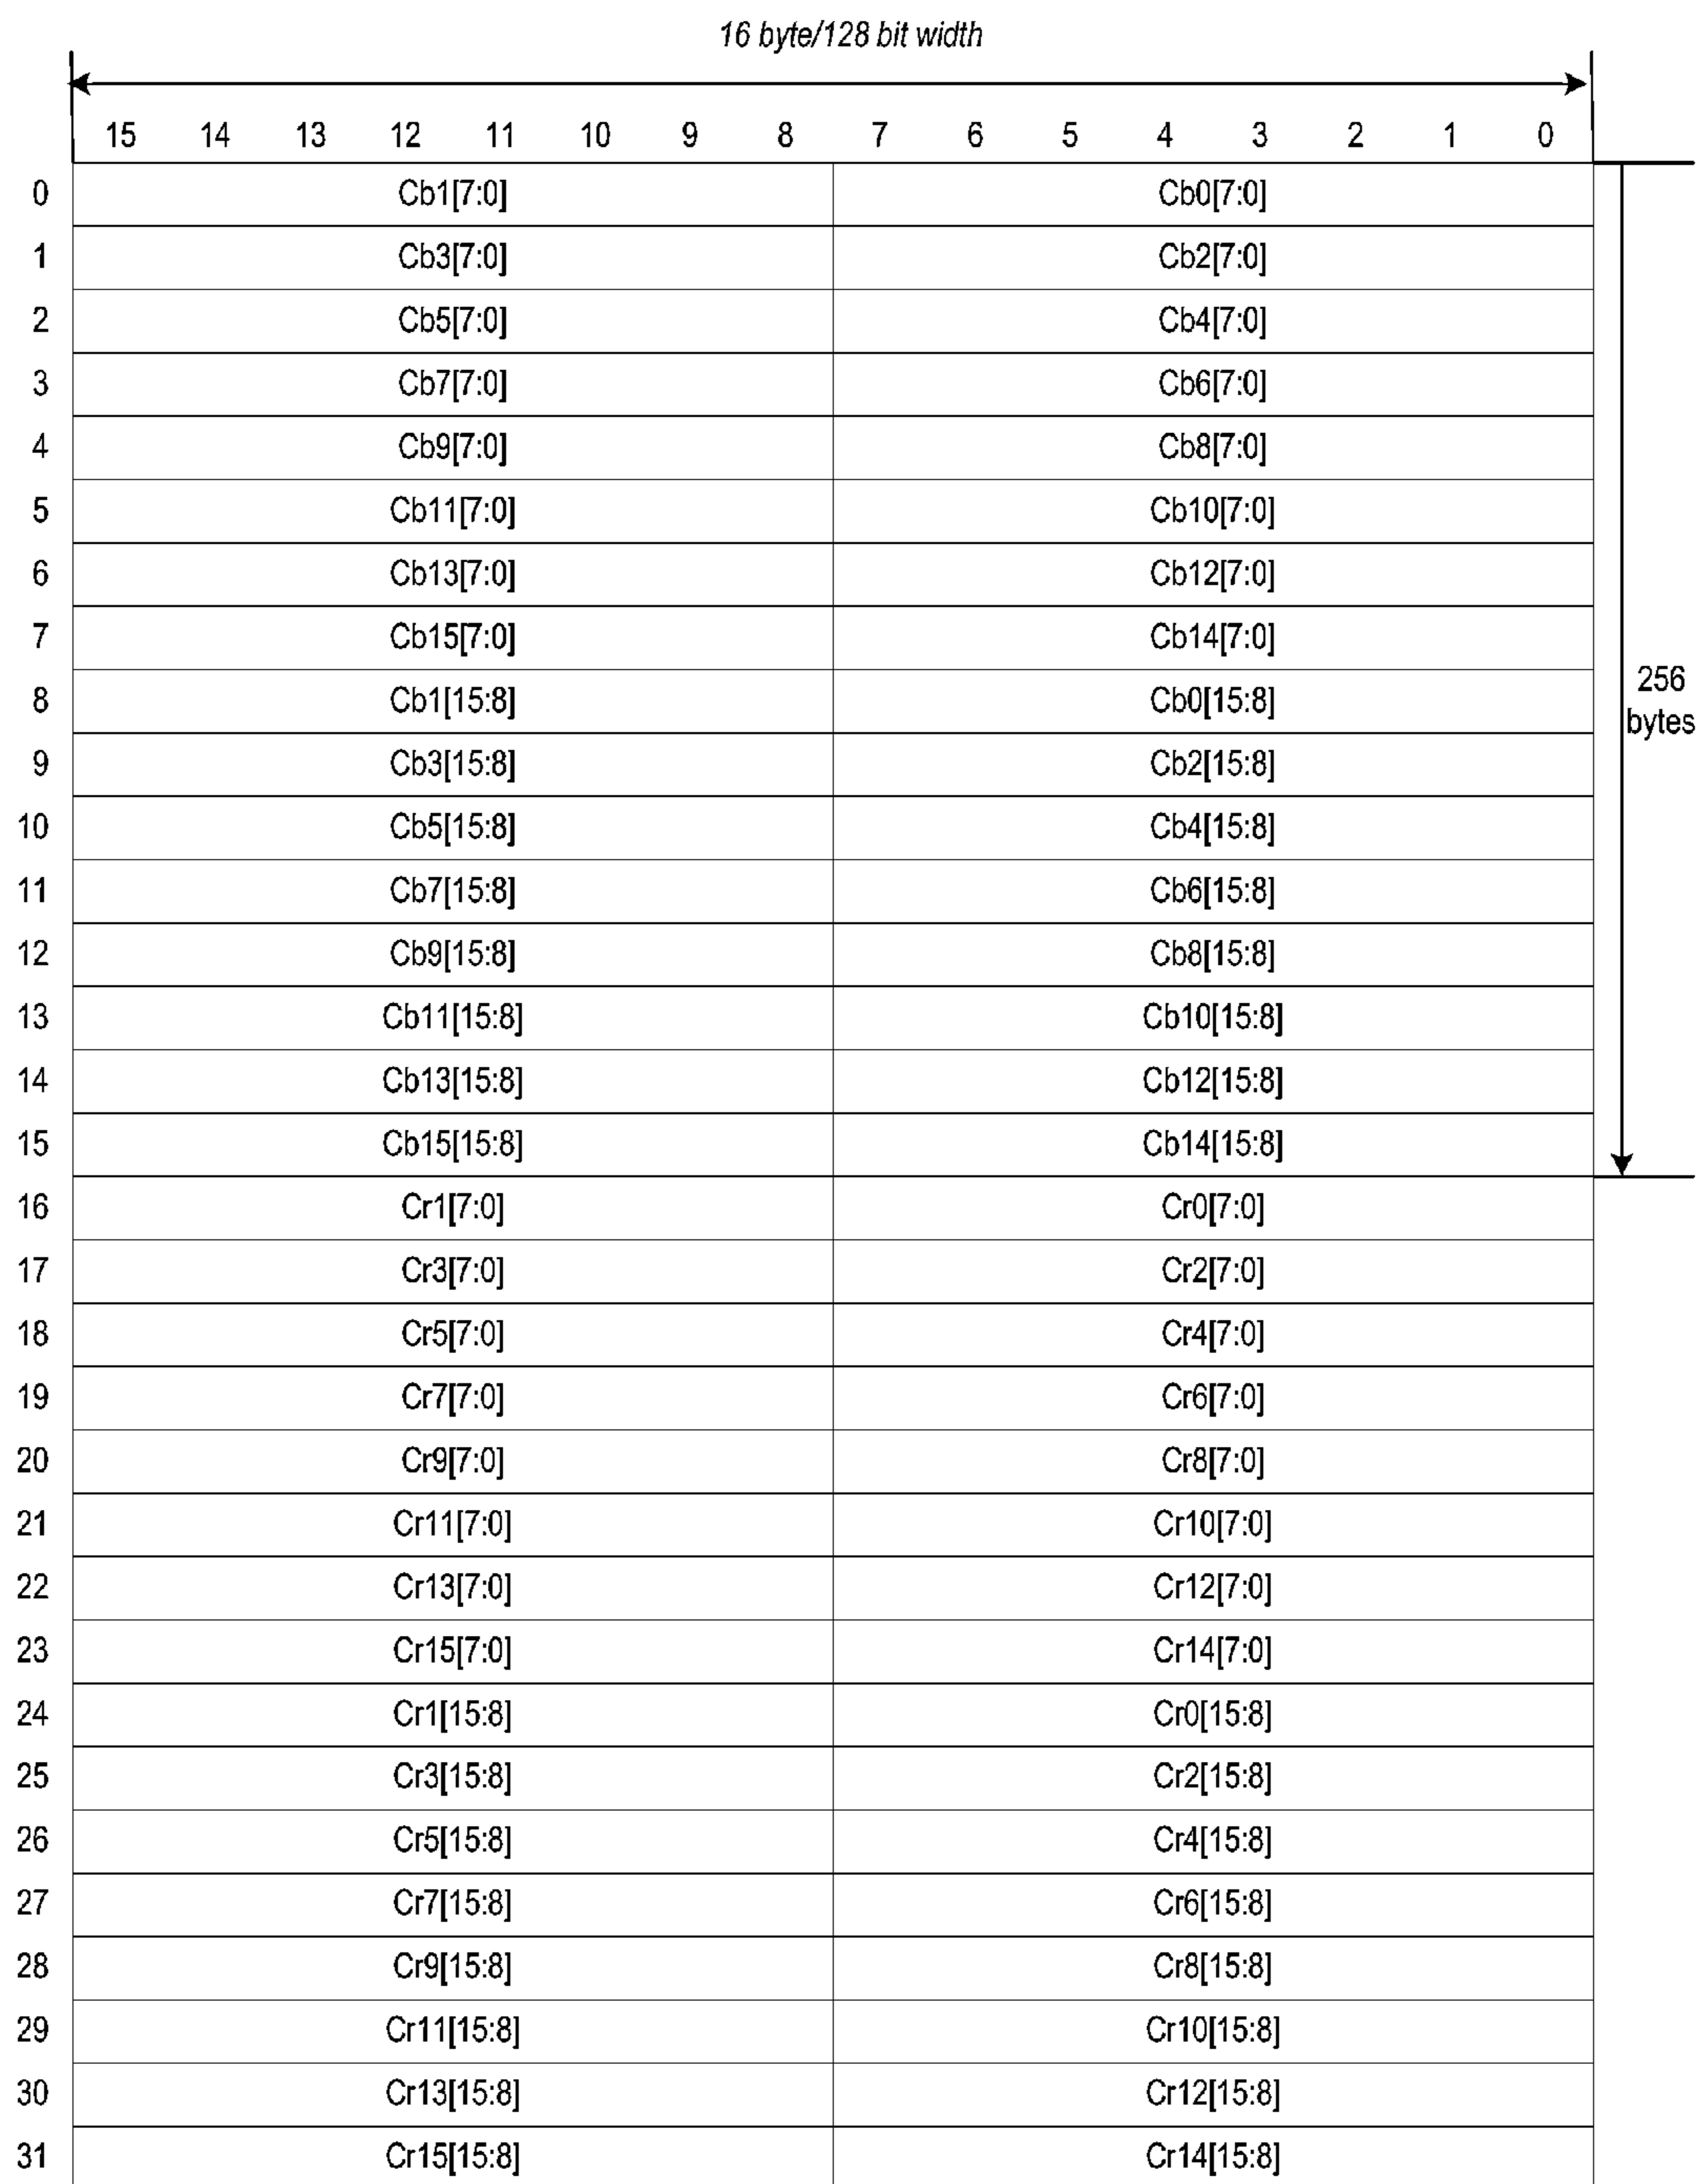 16 byte/128 bit width
15 14 13 12 11 10 9 8 7 6 5 4 3 2 1 0
0 Cb1[7:0] Cb0[7:0]
1 Cb3[7:0] Cb2[7:0]
2 Cb5[7:0] Cb4[7:0]
3 Cb7[7:0] Cb6[7:0]
4 Cb9[7:0] Cb8[7:0]
5 Cb11[7:0] Cb10[7:0]
6 Cb13[7:0] Cb12[7:0]
7 Cb15[7:0] Cb14[7:0]
8 Cb1[15:8] Cb0[15:8]
256
bytes
9 Cb3[15:8] Cb2[15:8]
10 Cb5[15:8] Cb4[15:8]
11 Cb7[15:8] Cb6[15:8]
12 Cb9[15:8] Cb8[15:8]
13 Cb11[15:8] Cb10[15:8]
14 Cb13[15:8] Cb12[15:8]
15 Cb15[15:8] Cb14[15:8]
16 Cr1[7:0] Cr0[7:0]
17 Cr3[7:0] Cr2[7:0]
18 Cr5[7:0] Cr4[7:0]
19 Cr7[7:0] Cr6[7:0]
20 Cr9[7:0] Cr8[7:0]
21 Cr11[7:0] Cr10[7:0]
22 Cr13[7:0] Cr12[7:0]
23 Cr15[7:0] Cr14[7:0]
24 Cr1[15:8] Cr0[15:8]
25 Cr3[15:8] Cr2[15:8]
26 Cr5[15:8] Cr4[15:8]
27 Cr7[15:8] Cr6[15:8]
28 Cr9[15:8] Cr8[15:8]
29 Cr11[15:8] Cr10[15:8]
30 Cr13[15:8] Cr12[15:8]
31 Cr15[15:8] Cr14[15:8]